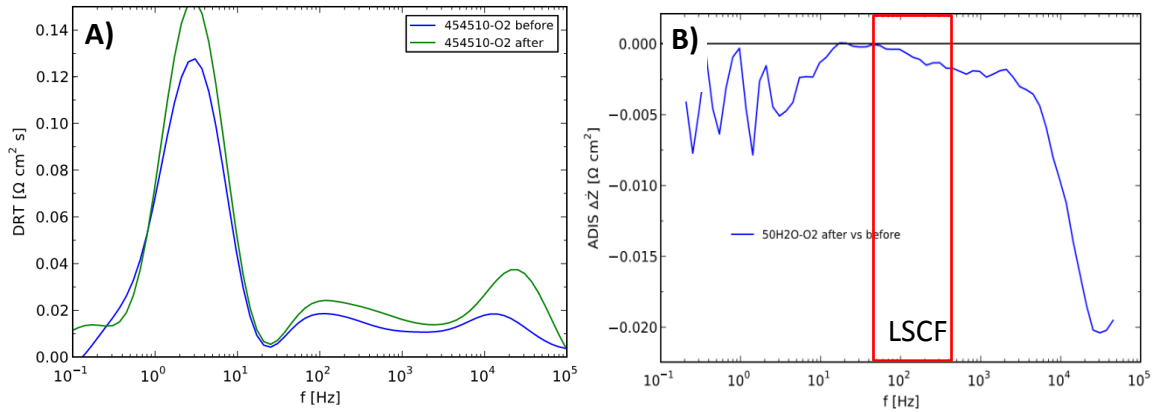 A)
454510-O2 before
454510-O2 after
DRT [Ω cm² s]
0.14
0.12
0.10
0.08
0.06
0.04
0.02
0.00
10⁻¹ 10⁰ 10¹ 10² 10³ 10⁴ 10⁵
f [Hz]
B)
ADIS ΔŻ [Ω cm²]
0.000
−0.005
−0.010
−0.015
−0.020
50H2O-O2 after vs before
LSCF
10⁻¹ 10⁰ 10¹ 10² 10³ 10⁴ 10⁵
f [Hz]